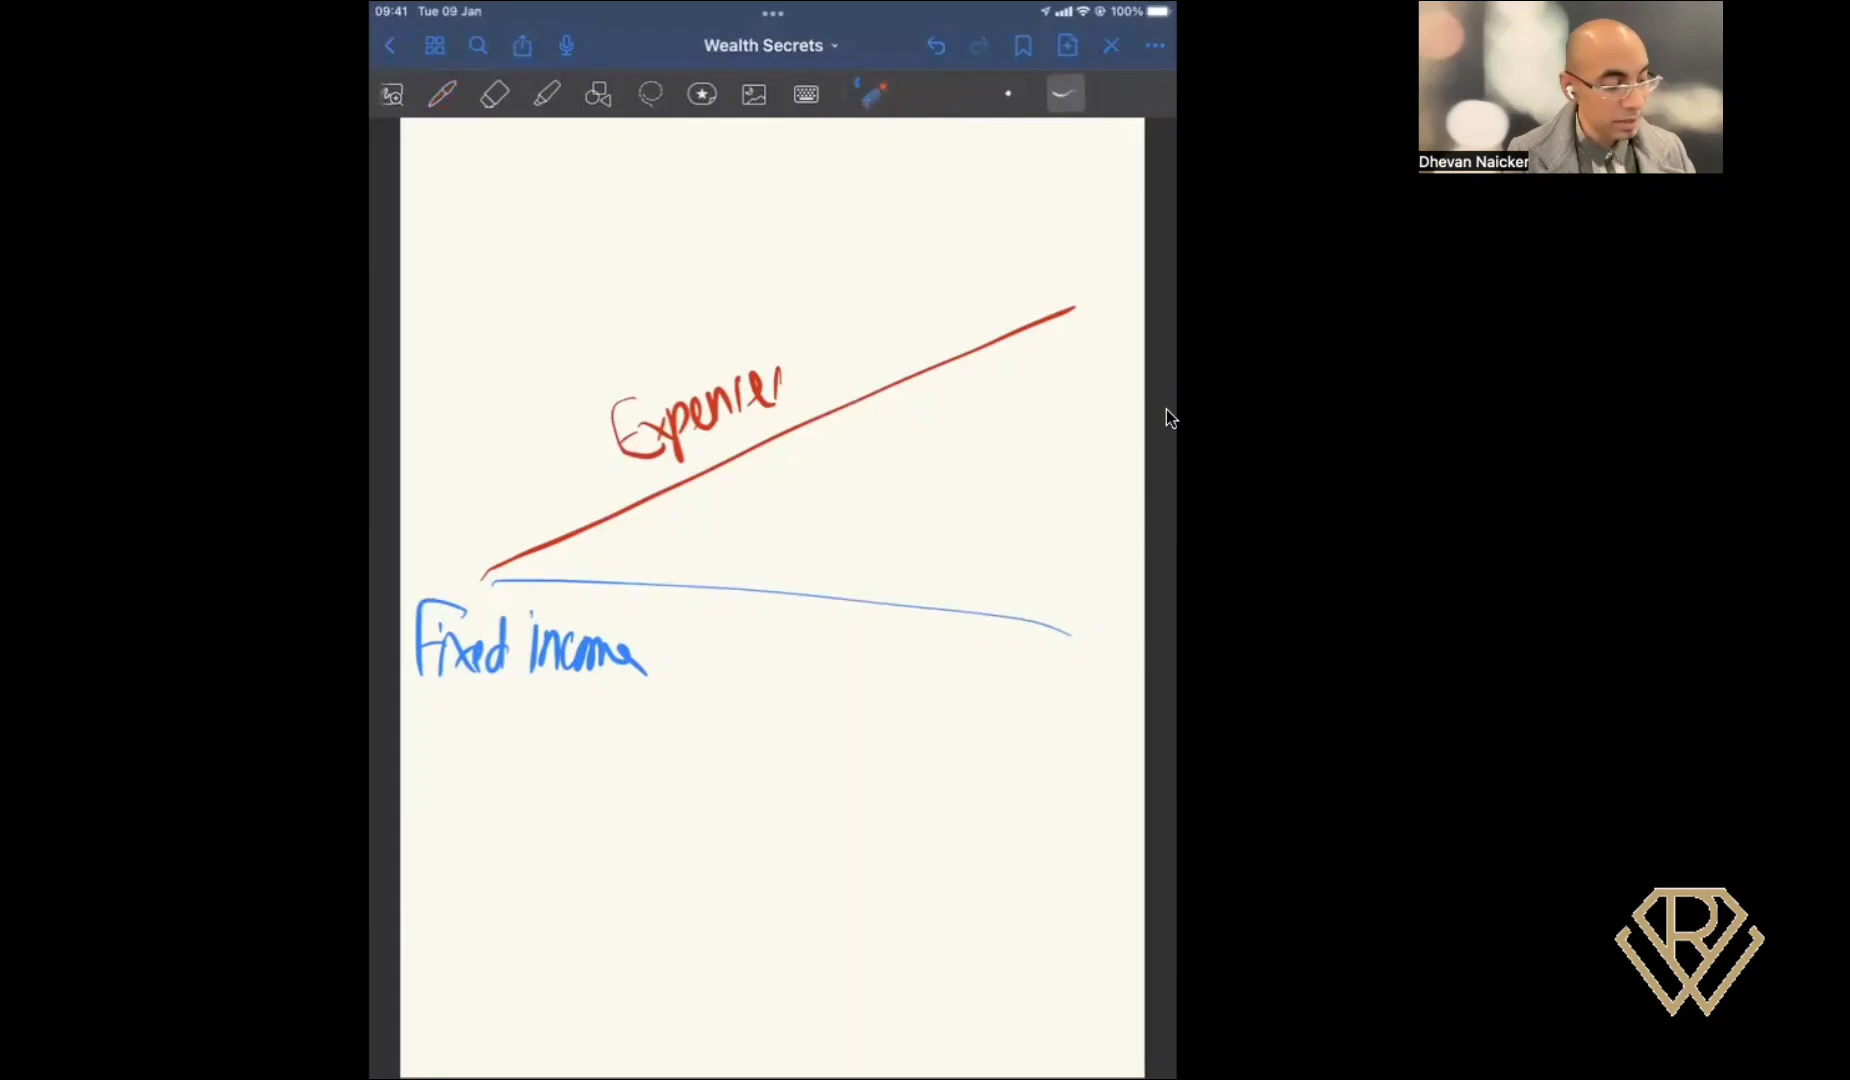 09:41 Tue 09 Jan
100%
Wealth Secrets
Dhevan Naicker
Expenses
Fixed income